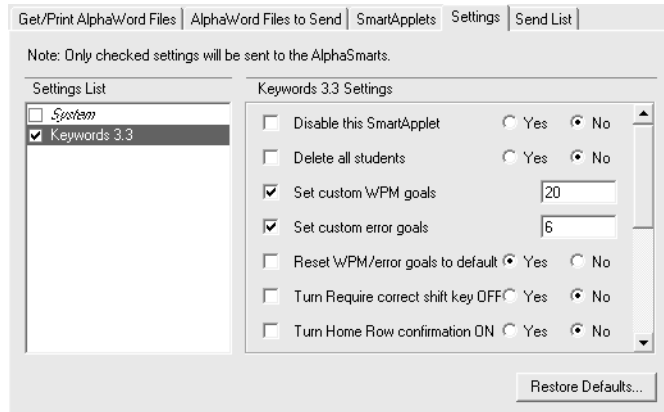 Get/Print AlphaWord Files AlphaWord Files to Send SmartApplets Settings Send List
Note: Only checked settings will be sent to the AlphaSmarts.
Settings List
System
Keywords 3.3
Keywords 3.3 Settings
Disable this SmartApplet Yes No
Delete all students Yes No
Set custom WPM goals 20
Set custom error goals 6
Reset WPM/error goals to default Yes No
Turn Require correct shift key OFF Yes No
Turn Home Row confirmation ON Yes No
Restore Defaults...